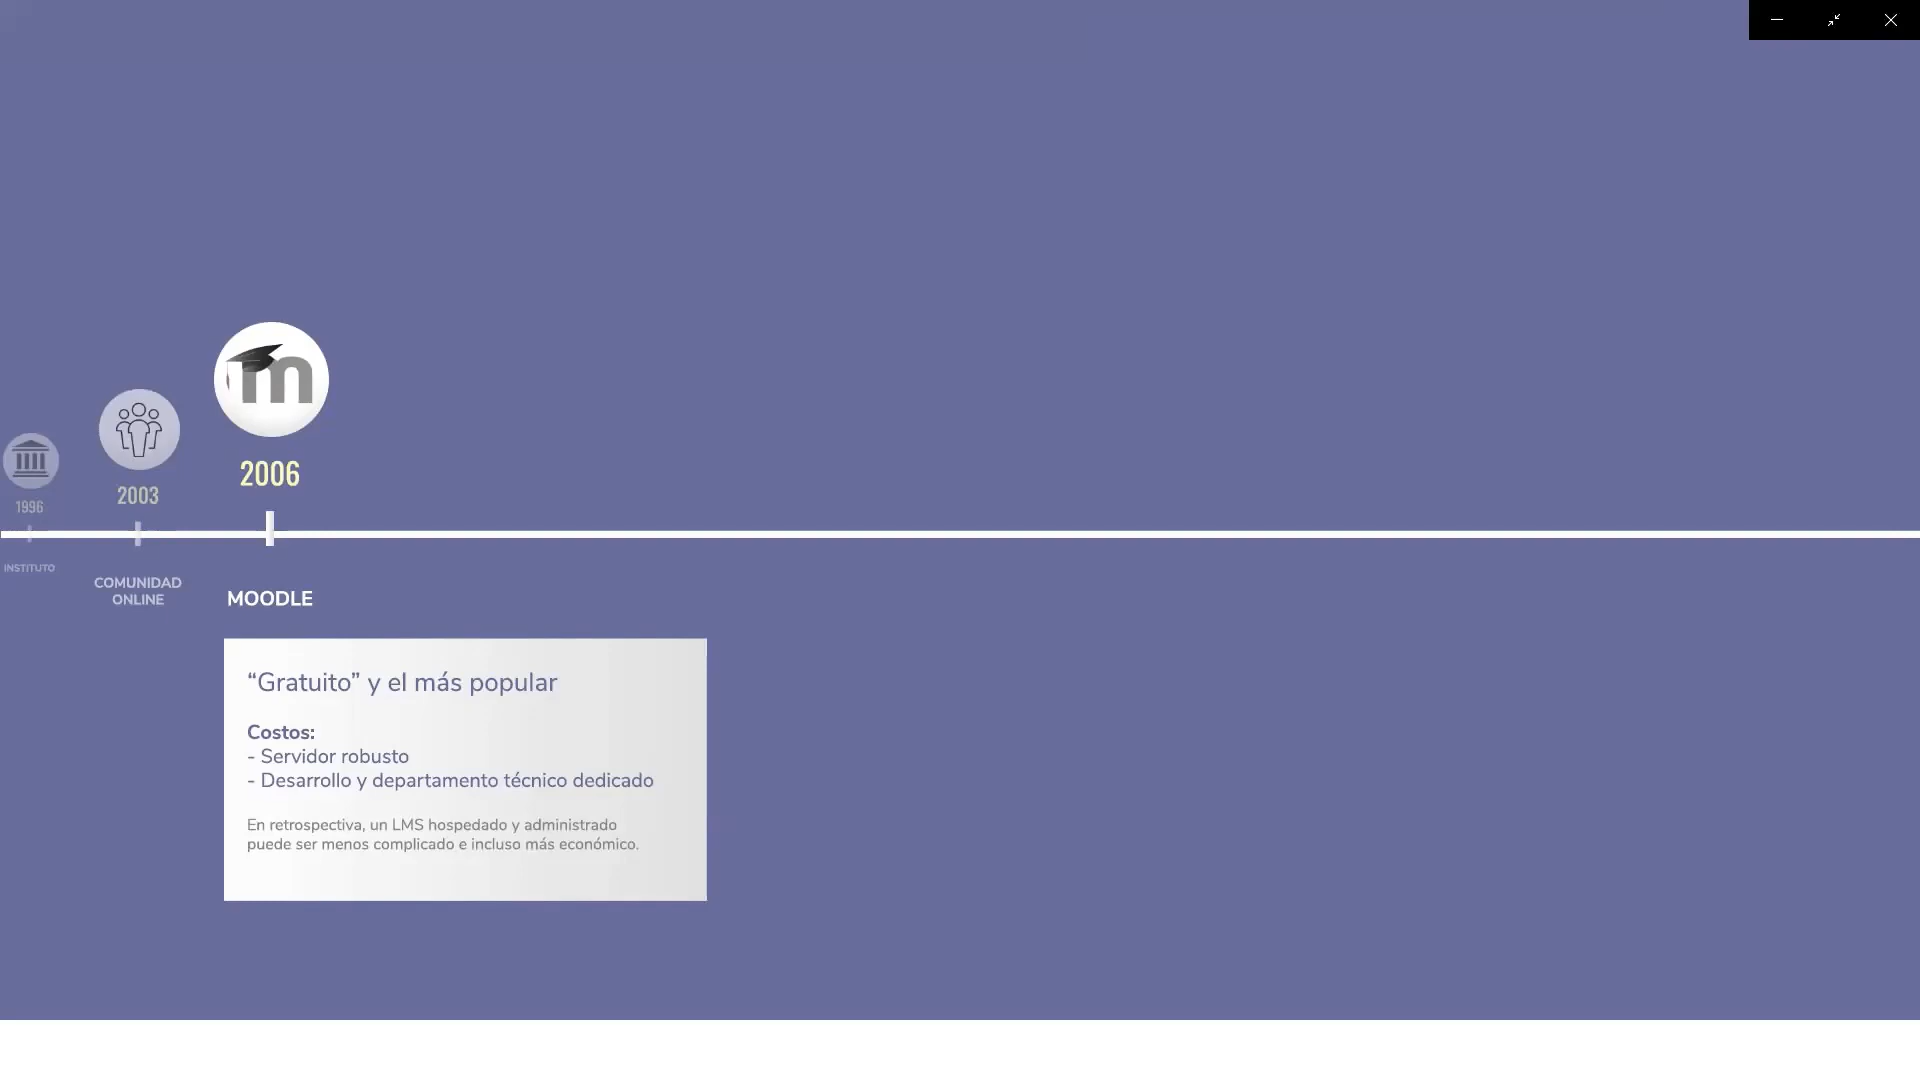 m
1996
2003
2006
INSTITUTO
COMUNIDAD
ONLINE
MOODLE
“Gratuito” y el más popular
Costos:
- Servidor robusto
- Desarrollo y departamento técnico dedicado
En retrospectiva, un LMS hospedado y administrado
puede ser menos complicado e incluso más económico.